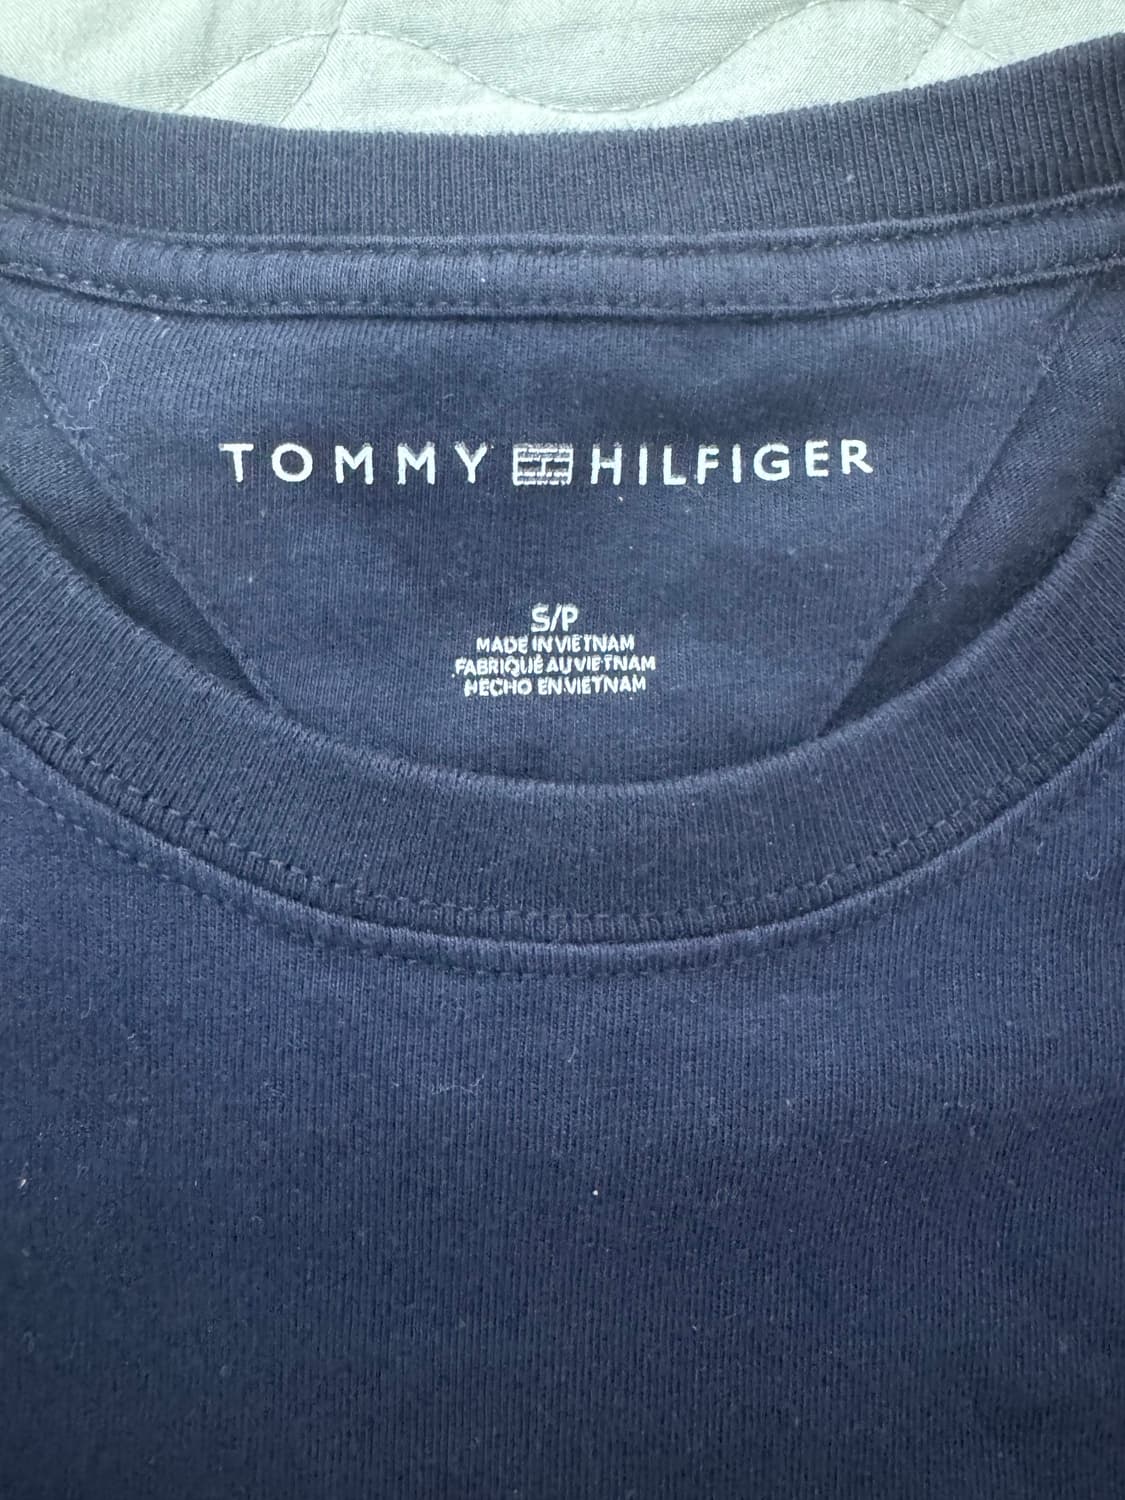 TOMMY HILFIGER
S/P
MADE IN VIETNAM
FABRIQUÉ AU VIETNAM
HECHO EN VIETNAM